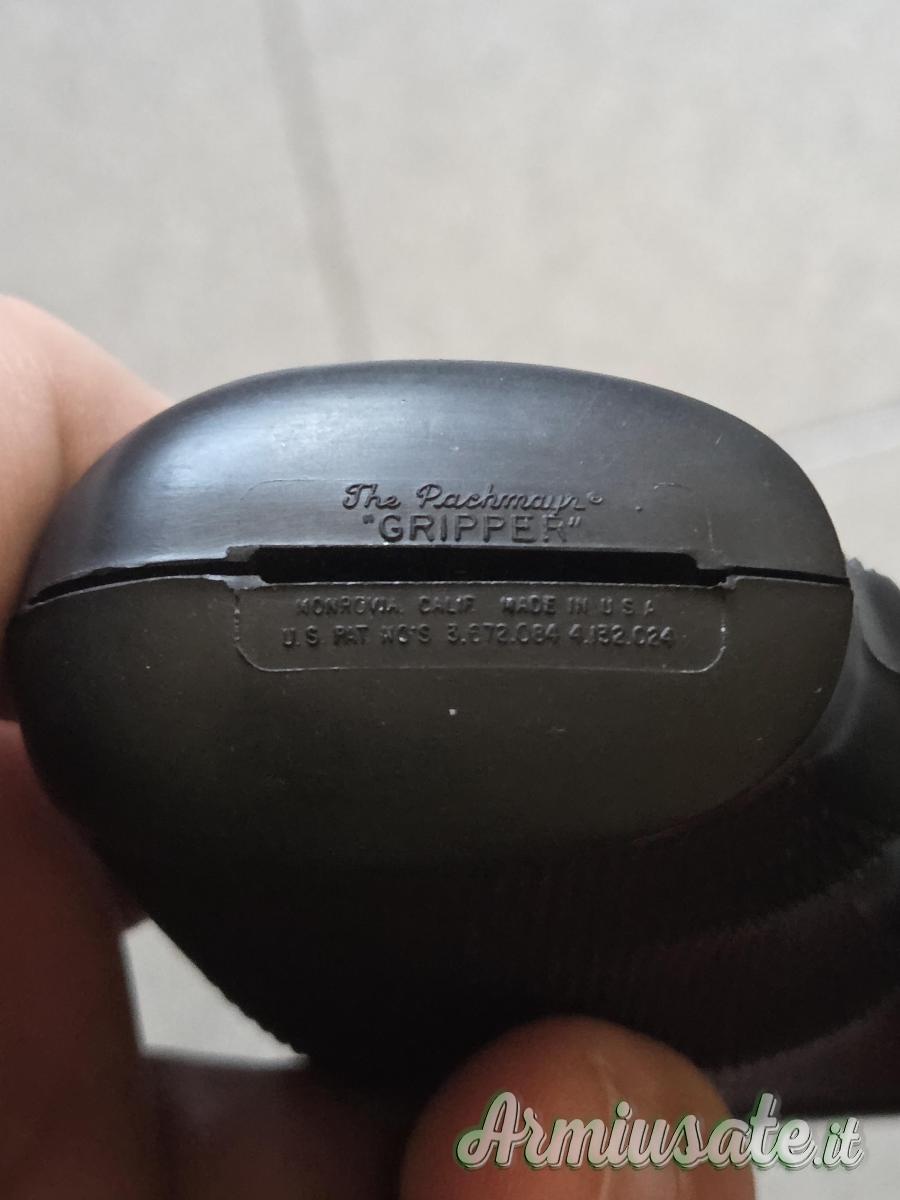 The Pachmayr®
"GRIPPER"
MONROVIA. CALIF. MADE IN U S A
U.S. PAT NO'S 3.672.084 4.132.024
Armiusate.it